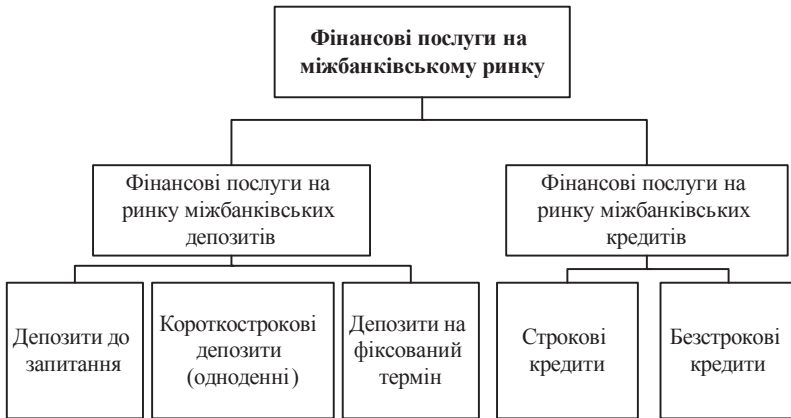 Фінансові послуги на
міжбанківському ринку
Фінансові послуги на
ринку міжбанківських
депозитів
Фінансові послуги на
ринку міжбанківських
кредитів
Депозити до
запитання
Короткострокові
депозити
(одноденні)
Депозити на
фіксований
термін
Строкові
кредити
Безстрокові
кредити